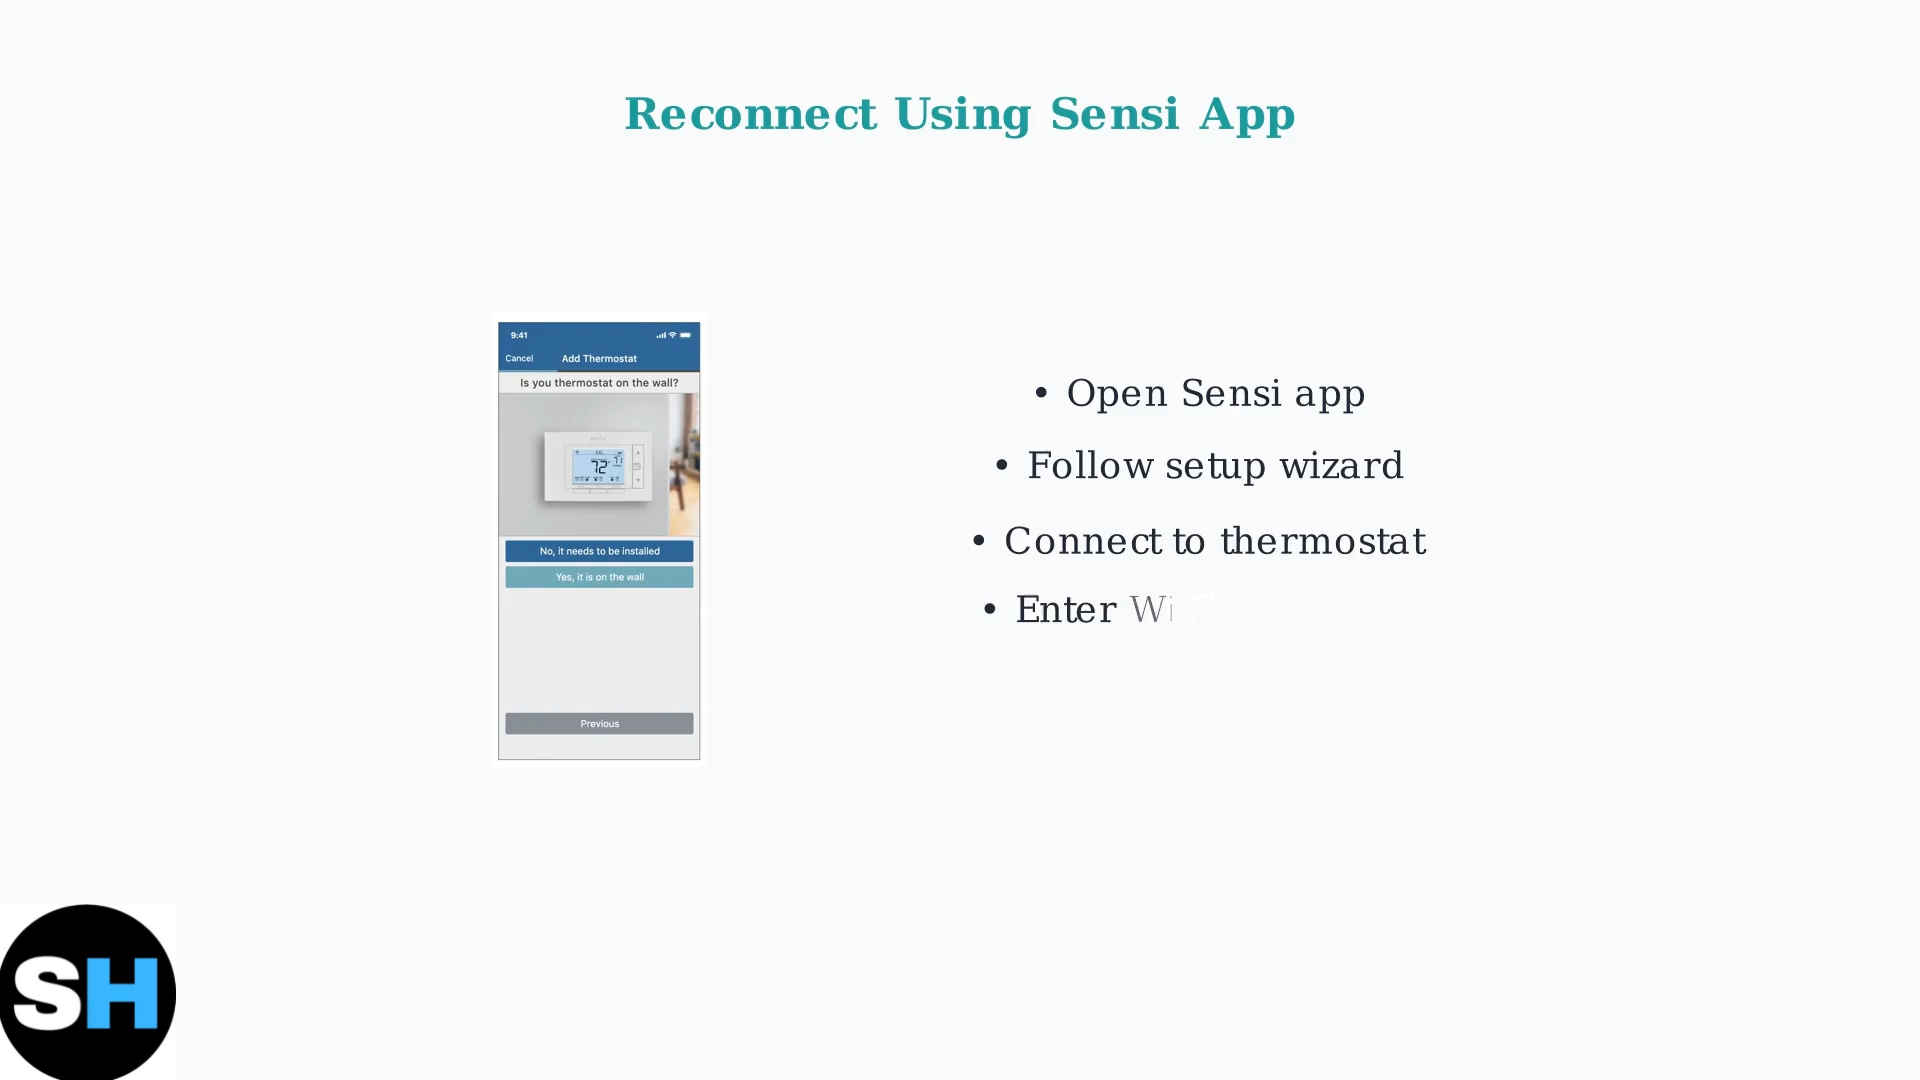 Reconnect Using Sensi App
9:41
Cancel Add Thermostat
Is you thermostat on the wall?
72
No, it needs to be installed
Yes, it is on the wall
Previous
• Open Sensi app
• Follow setup wizard
• Connect to thermostat
• Enter Wi
SH